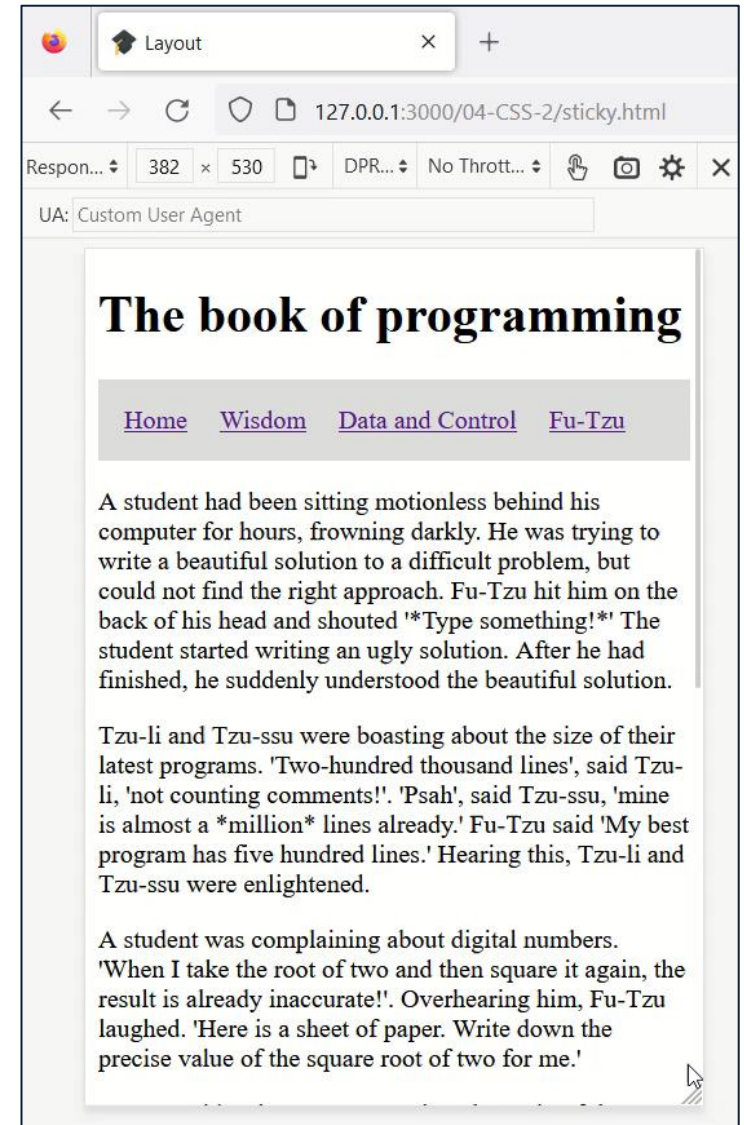 Layout
127.0.0.1:3000/04-CSS-2/sticky.html
Respon... 382 × 530 DPR... No Thrott...
UA: Custom User Agent
The book of programming
Home Wisdom Data and Control Fu-Tzu
A student had been sitting motionless behind his
computer for hours, frowning darkly. He was trying to
write a beautiful solution to a difficult problem, but
could not find the right approach. Fu-Tzu hit him on the
back of his head and shouted '*Type something!*' The
student started writing an ugly solution. After he had
finished, he suddenly understood the beautiful solution.
Tzu-li and Tzu-ssu were boasting about the size of their
latest programs. 'Two-hundred thousand lines', said Tzu-
li, 'not counting comments!'. 'Psah', said Tzu-ssu, 'mine
is almost a *million* lines already.' Fu-Tzu said 'My best
program has five hundred lines.' Hearing this, Tzu-li and
Tzu-ssu were enlightened.
A student was complaining about digital numbers.
'When I take the root of two and then square it again, the
result is already inaccurate!'. Overhearing him, Fu-Tzu
laughed. 'Here is a sheet of paper. Write down the
precise value of the square root of two for me.'